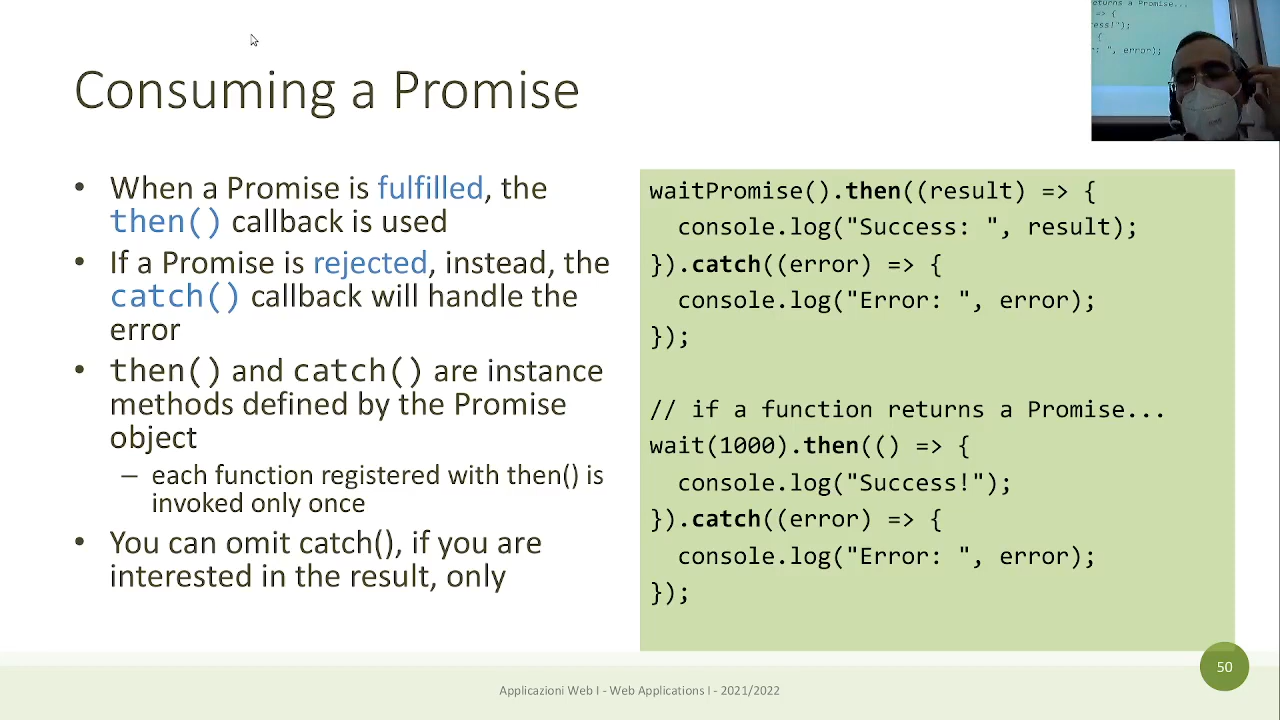 Consuming a Promise
• When a Promise is fulfilled, the
then() callback is used
• If a Promise is rejected, instead, the
catch() callback will handle the
error
• then() and catch() are instance
methods defined by the Promise
object
– each function registered with then() is
invoked only once
• You can omit catch(), if you are
interested in the result, only
waitPromise().then((result) => {
  console.log("Success: ", result);
}).catch((error) => {
  console.log("Error: ", error);
});

// if a function returns a Promise...
wait(1000).then(() => {
  console.log("Success!");
}).catch((error) => {
  console.log("Error: ", error);
});
eturns a Promise...
=> {
ess!");
{
: ", error);
Applicazioni Web I - Web Applications I - 2021/2022
50